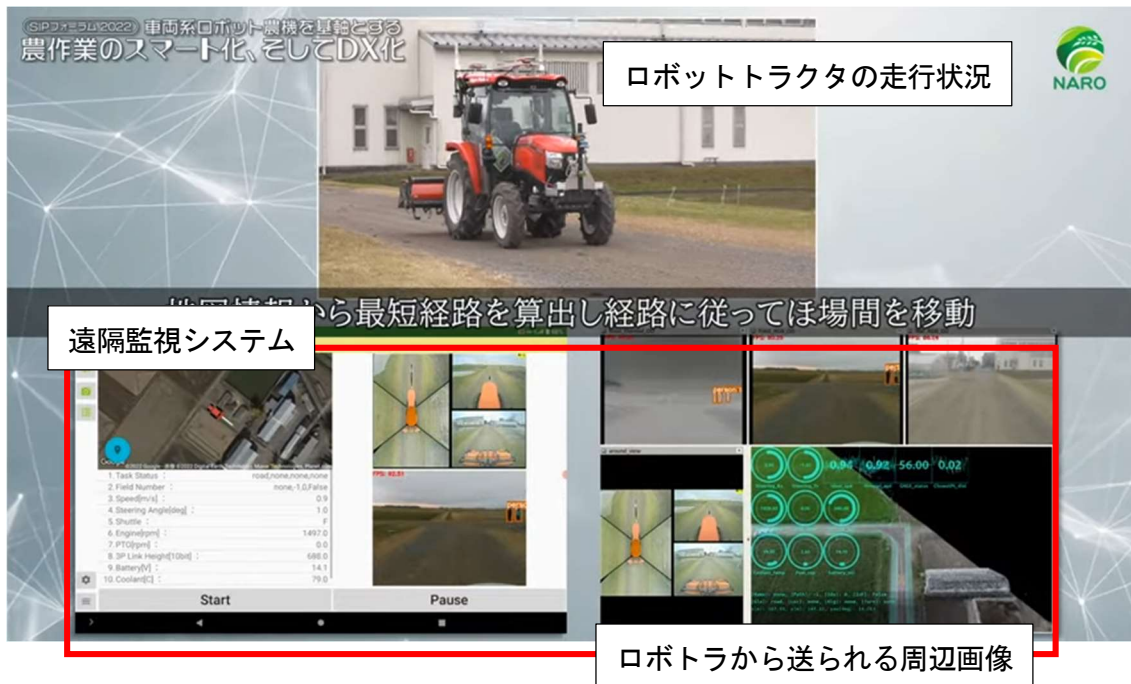 SIPフォーラム2022 車両系ロボット農機を基軸とする
農作業のスマート化、そしてDX化
ロボットトラクタの走行状況
NARO
から最短経路を算出し経路に従ってほ場間を移動
遠隔監視システム
1. Task Status : road,none,none,none
2. Field Number : none,-1,0,False
3. Speed[m/s] : 0.9
4. Steering Angle[deg] : 1.0
5. Shuttle : F
6. Engine[rpm] : 1497.0
7. PTO[rpm] : 0.0
8. 3P Link Height[10bit] : 698.0
9. Battery[V] : 14.1
10. Coolant[C] : 79.0
Start
Pause
around_view
0.94 0.92 56.00 0.02
ロボトラから送られる周辺画像